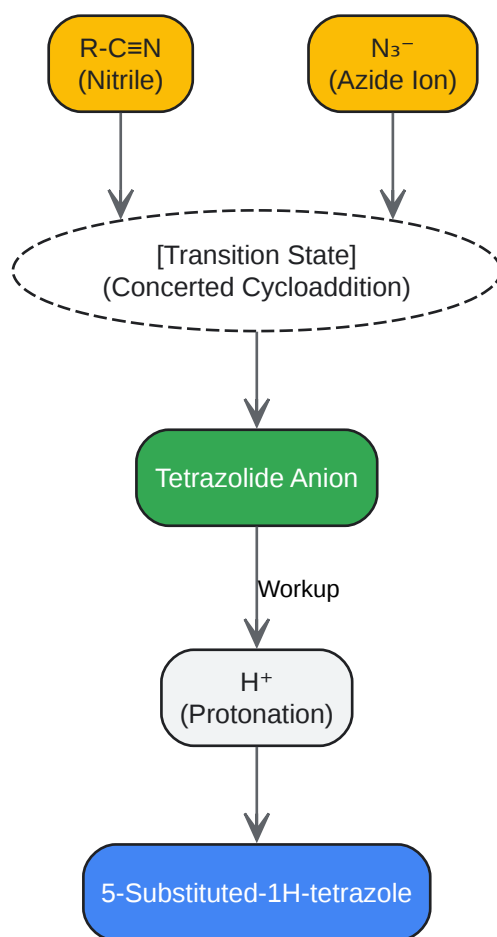 R-C≡N
(Nitrile)
N₃⁻
(Azide Ion)
[Transition State]
(Concerted Cycloaddition)
Tetrazolide Anion
Workup
H⁺
(Protonation)
5-Substituted-1H-tetrazole